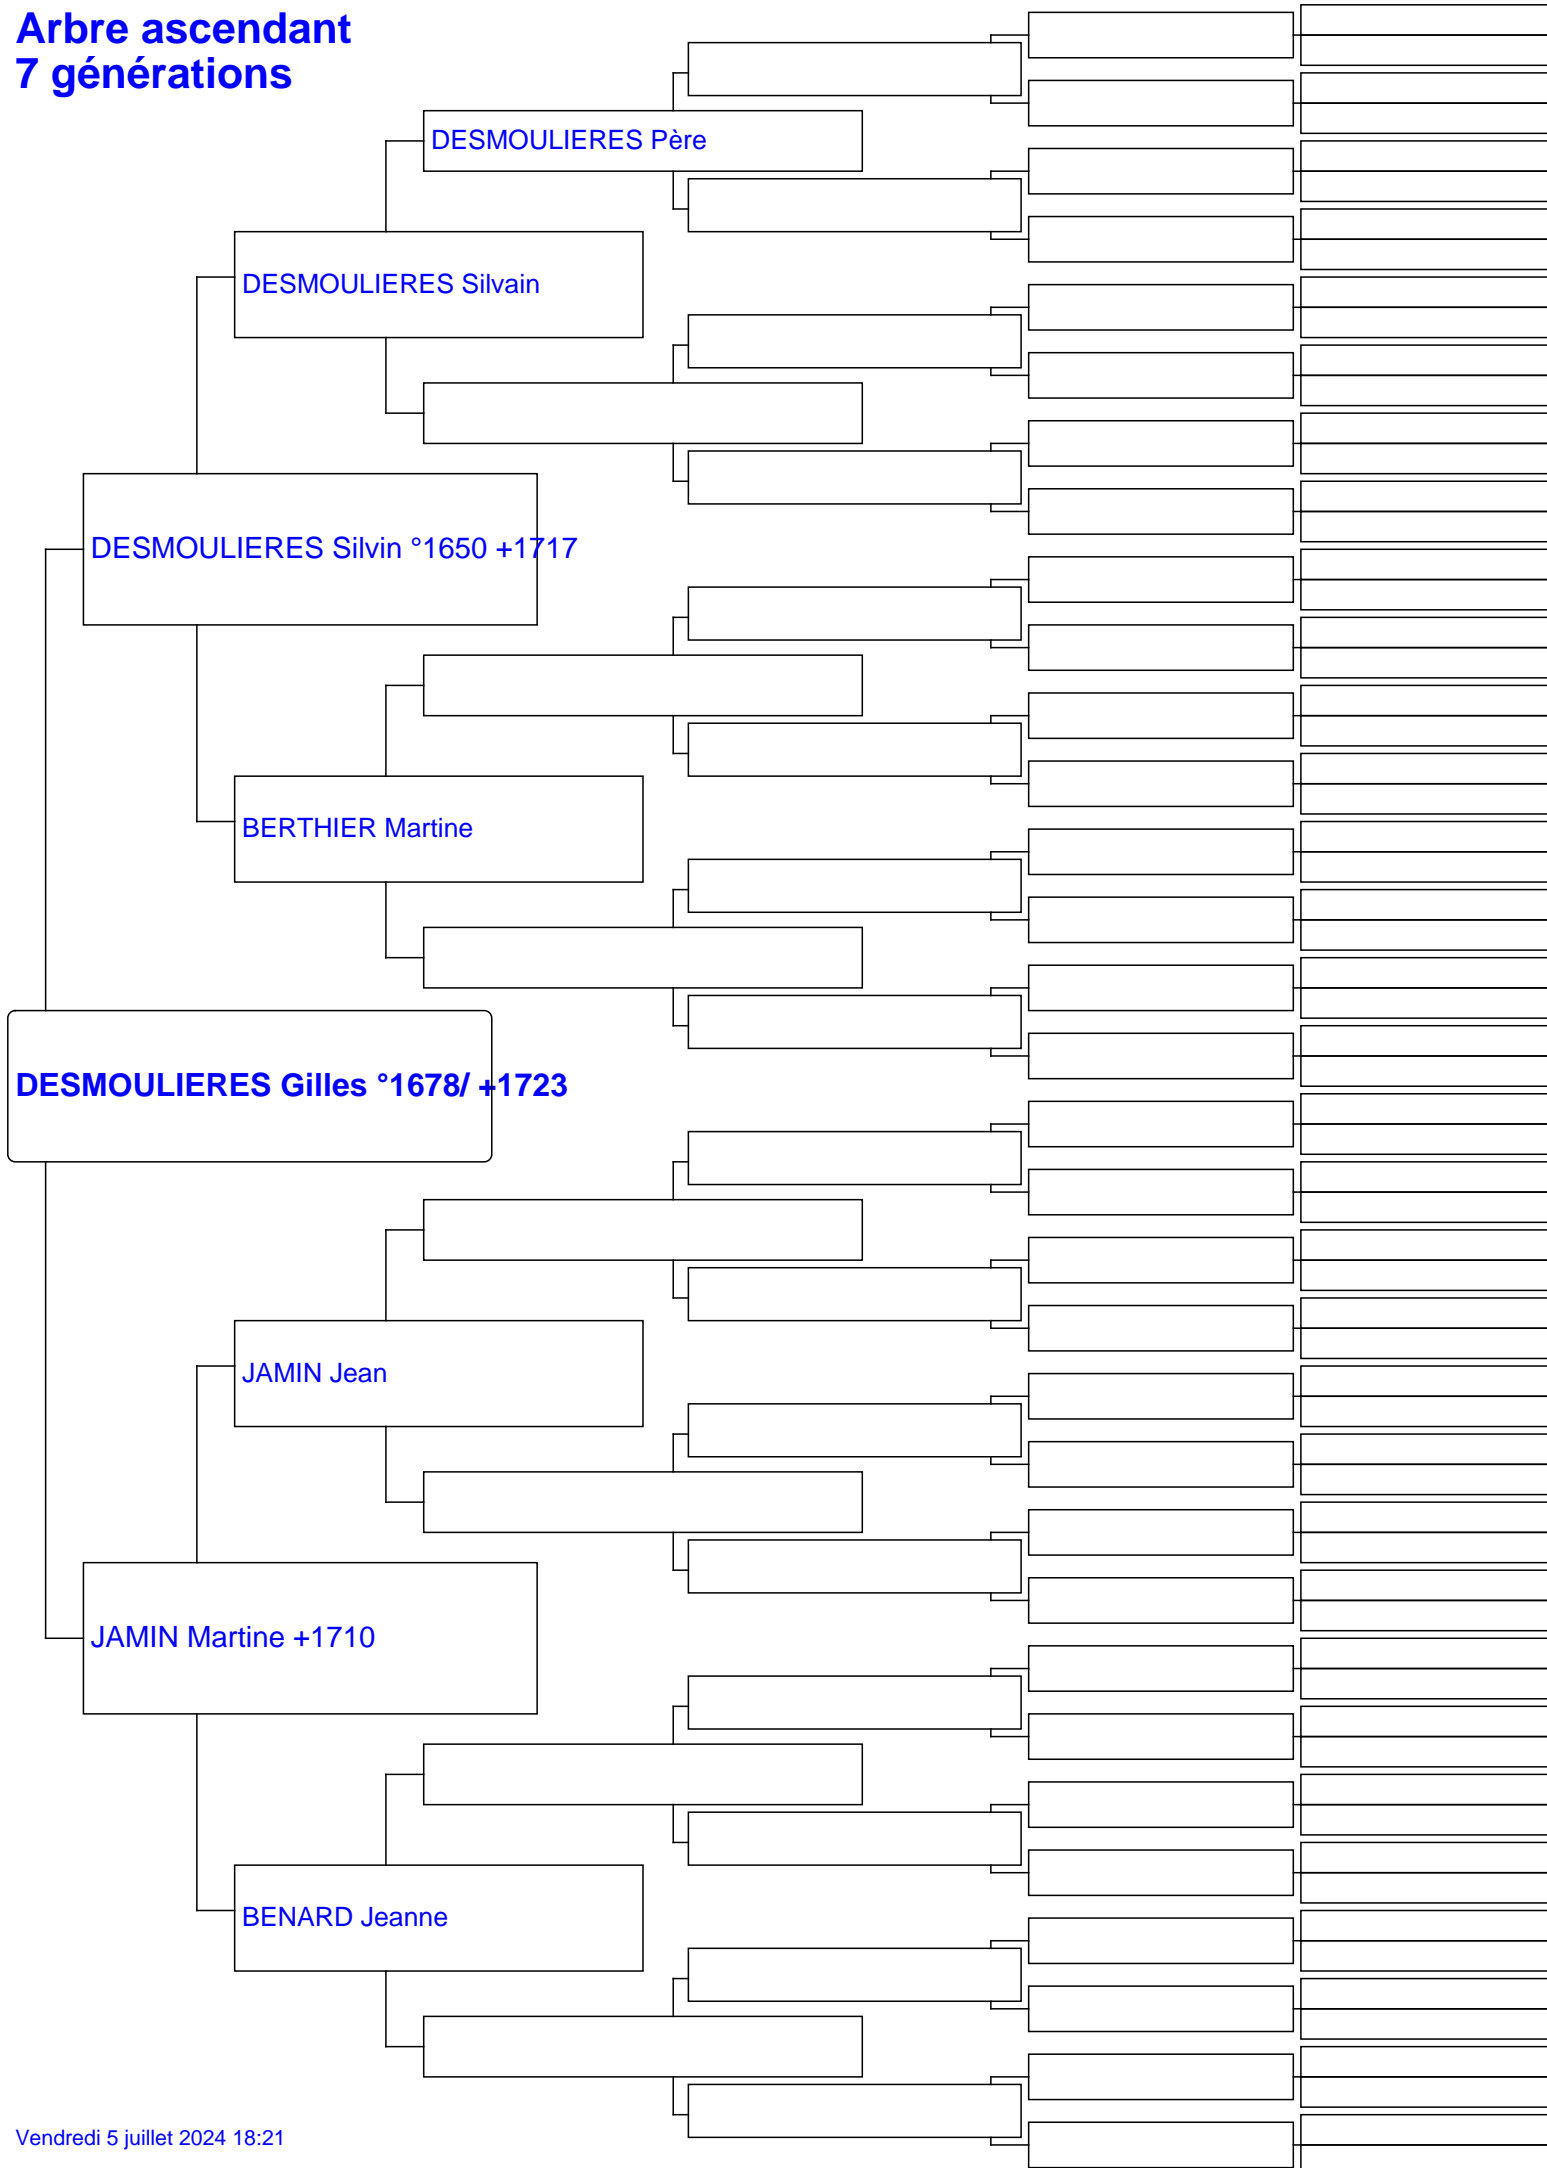 Arbre ascendant
7 générations
DESMOULIERES Père
DESMOULIERES Silvain
DESMOULIERES Silvin °1650 +1717
BERTHIER Martine
DESMOULIERES Gilles °1678/ +1723
JAMIN Jean
JAMIN Martine +1710
BENARD Jeanne
Vendredi 5 juillet 2024 18:21